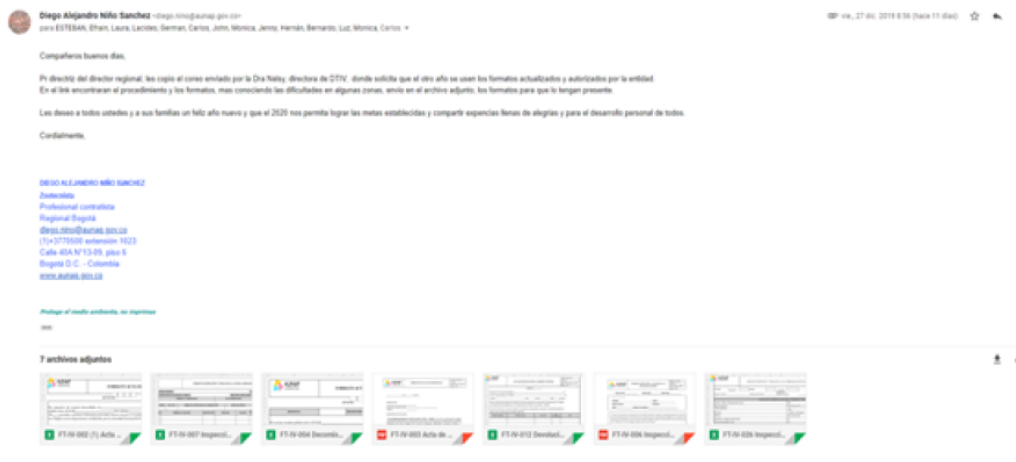 Diego Alejandro Niño Sanchez <diego.nino@aunap.gov.co>
vie, 27 dic. 2019 8:56 (hace 11 días)
para ESTEBAN, Efrain, Laura, Lacides, German, Carlos, John, Monica, Jenny, Hernán, Bernardo, Luz, Monica, Carlos
Compañeros buenos dias,
Pr directriz del director regional, les copio el correo enviado por la Dra Nelsy, directora de DTIV, donde solicita que el otro año se usen los formatos actualizados y autorizados por la entidad.
En el link encontraran el procedimiento y los formatos, mas conociendo las dificultades en algunas zonas, envio en el archivo adjunto, los formatos para que lo tengan presente.
Les deseo a todos ustedes y a sus familias un feliz año nuevo y que el 2020 nos permita lograr las metas establecidas y compartir expencias llenas de alegrias y para el desarrollo personal de todos.
Cordialmente,
DIEGO ALEJANDRO NIÑO SANCHEZ
Zootecnista
Profesional contratista
Regional Bogotá
diego.nino@aunap.gov.co
(1)+3770500 extensión 1023
Calle 40A N°13-09, piso 6
Bogotá D.C. - Colombia
www.aunap.gov.co
Protege el medio ambiente, no imprimas
7 archivos adjuntos
FT-IV-002 (1) Acta ...
FT-IV-007 Inspecci...
FT-IV-004 Decomis...
FT-IV-003 Acta de ...
FT-IV-012 Devoluci...
FT-IV-006 Inspecci...
FT-IV-026 Inspecci...